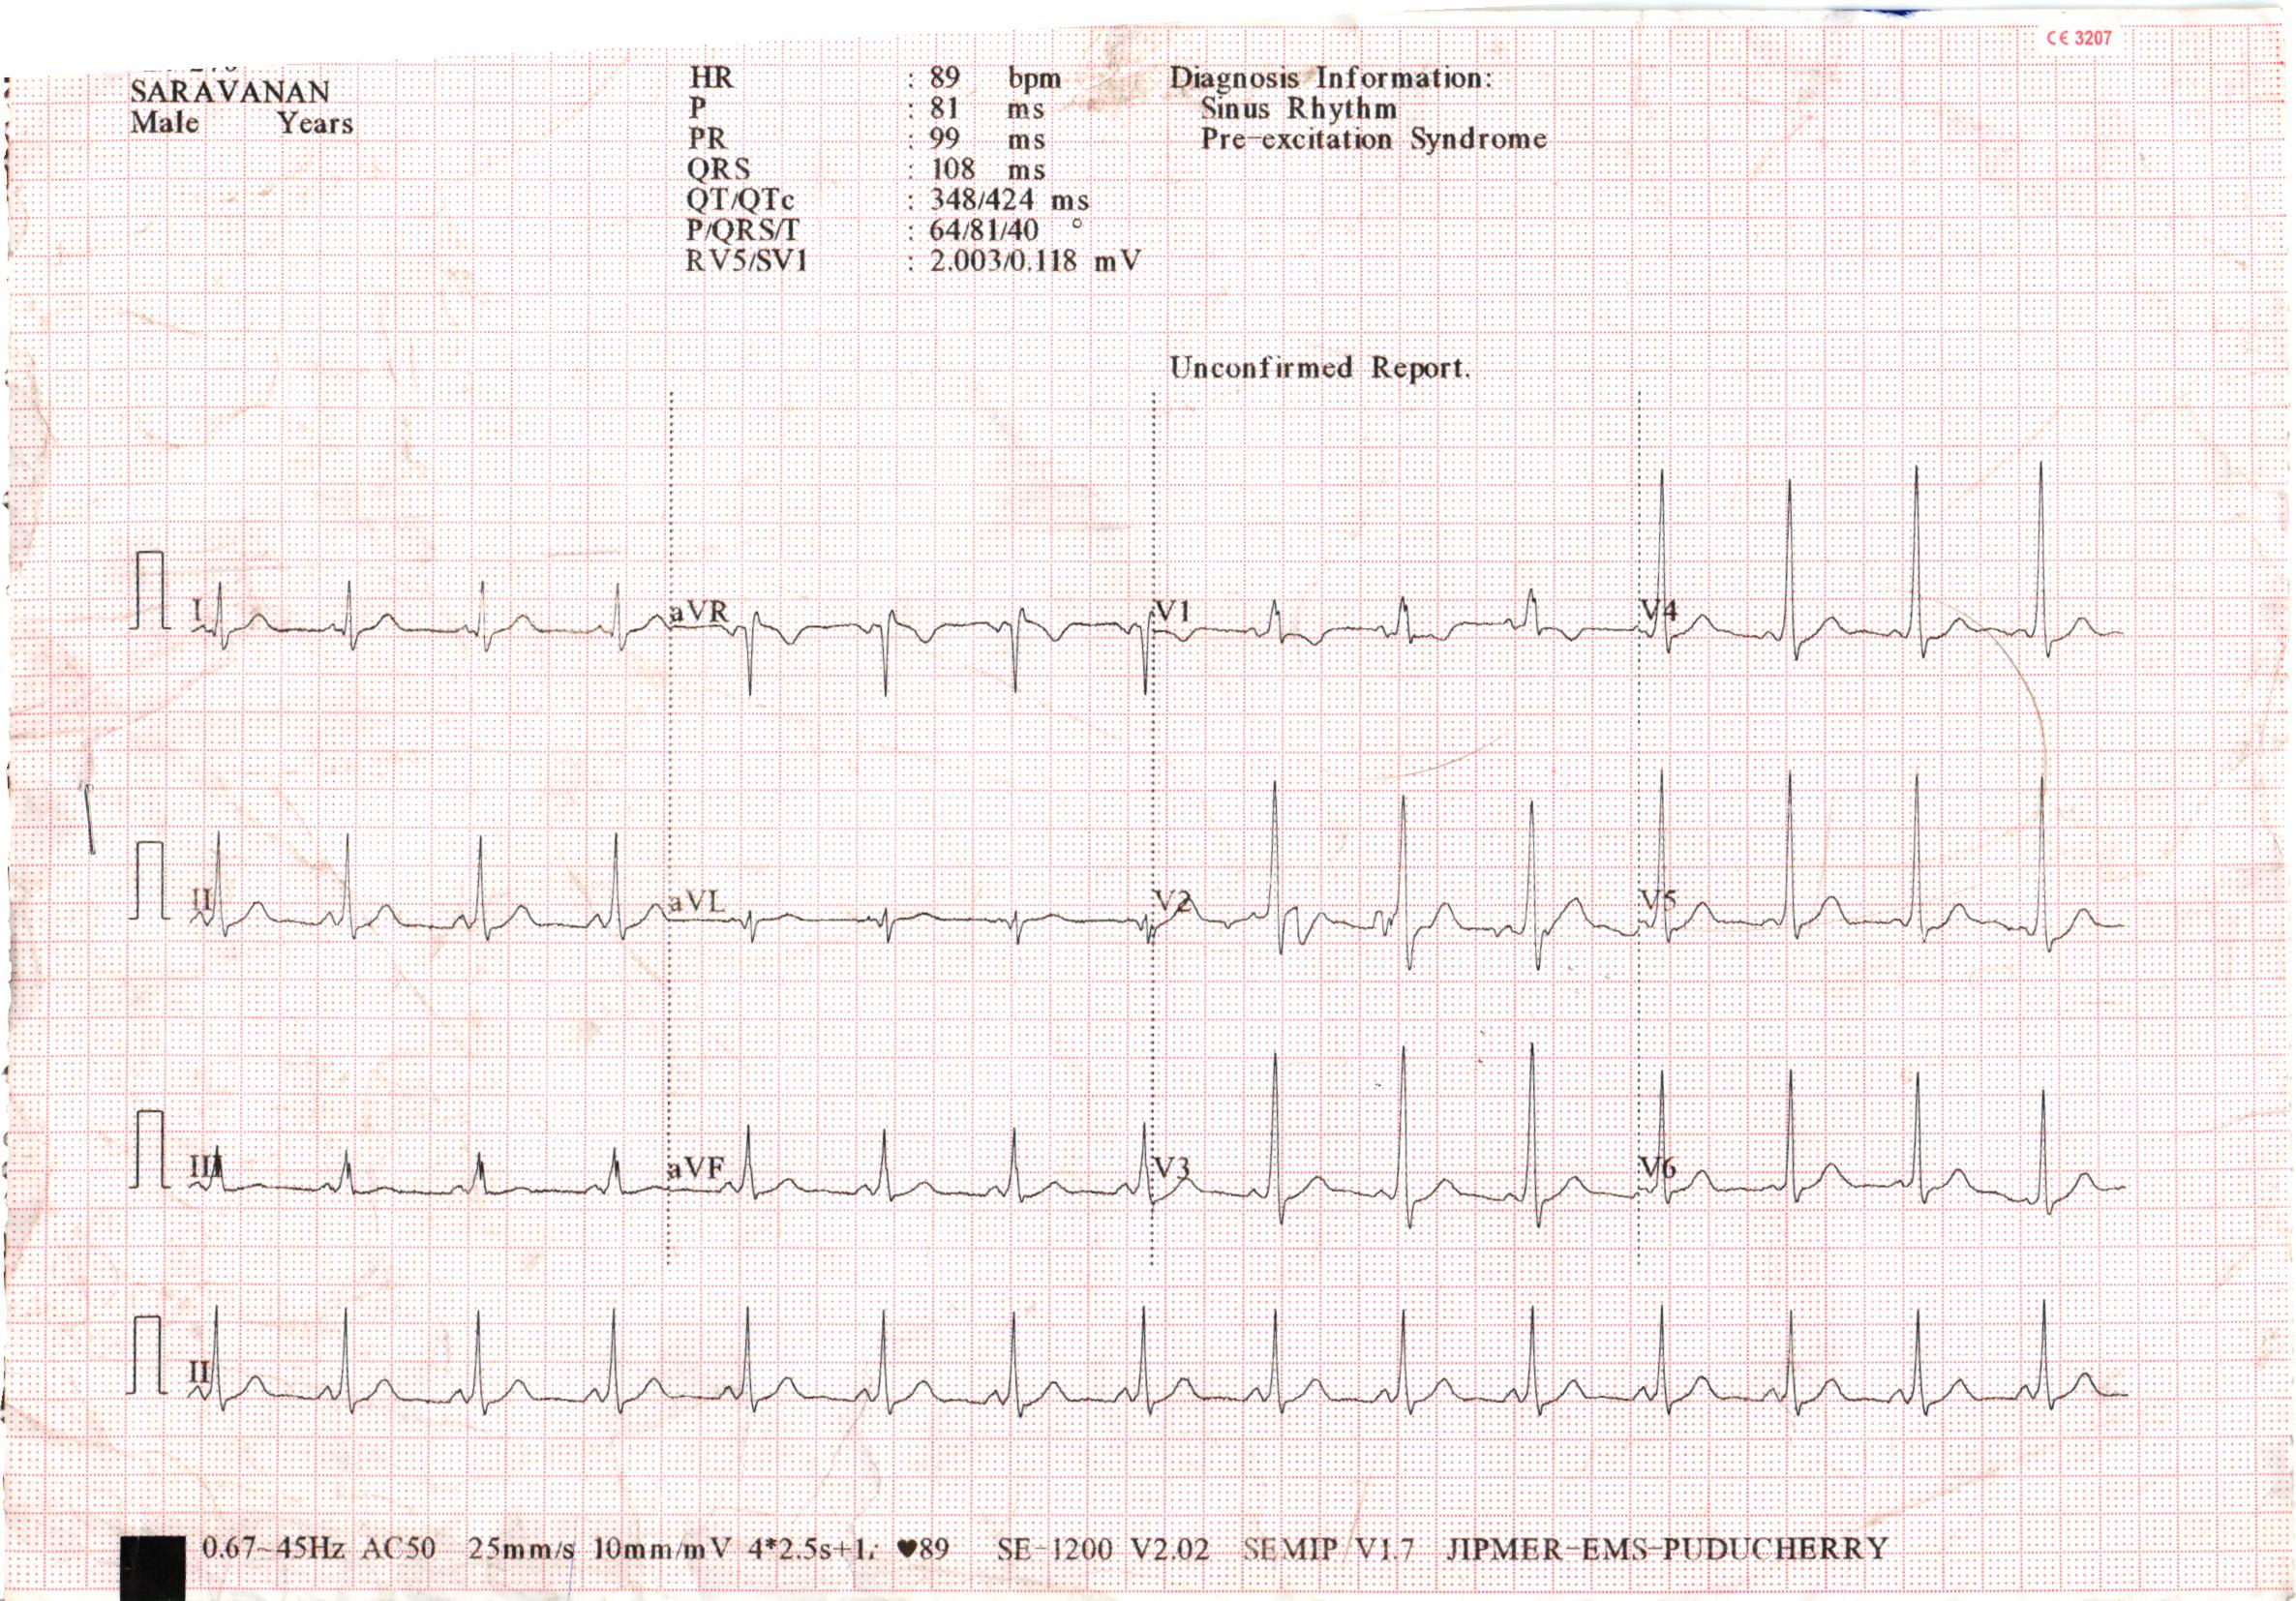 CE 3207
SARAVANAN
Male Years
HR : 89 bpm
P : 81 ms
PR : 99 ms
QRS : 108 ms
QT/QTc : 348/424 ms
P/QRS/T : 64/81/40 °
RV5/SV1 : 2.003/0.118 mV
Diagnosis Information:
Sinus Rhythm
Pre-excitation Syndrome
Unconfirmed Report.
I aVR V1 V4
II aVL V2 V5
III aVF V3 V6
II
0.67~45Hz AC50 25mm/s 10mm/mV 4*2.5s+1. ♥89 SE-1200 V2.02 SEMIP V1.7 JIPMER-EMS-PUDUCHERRY